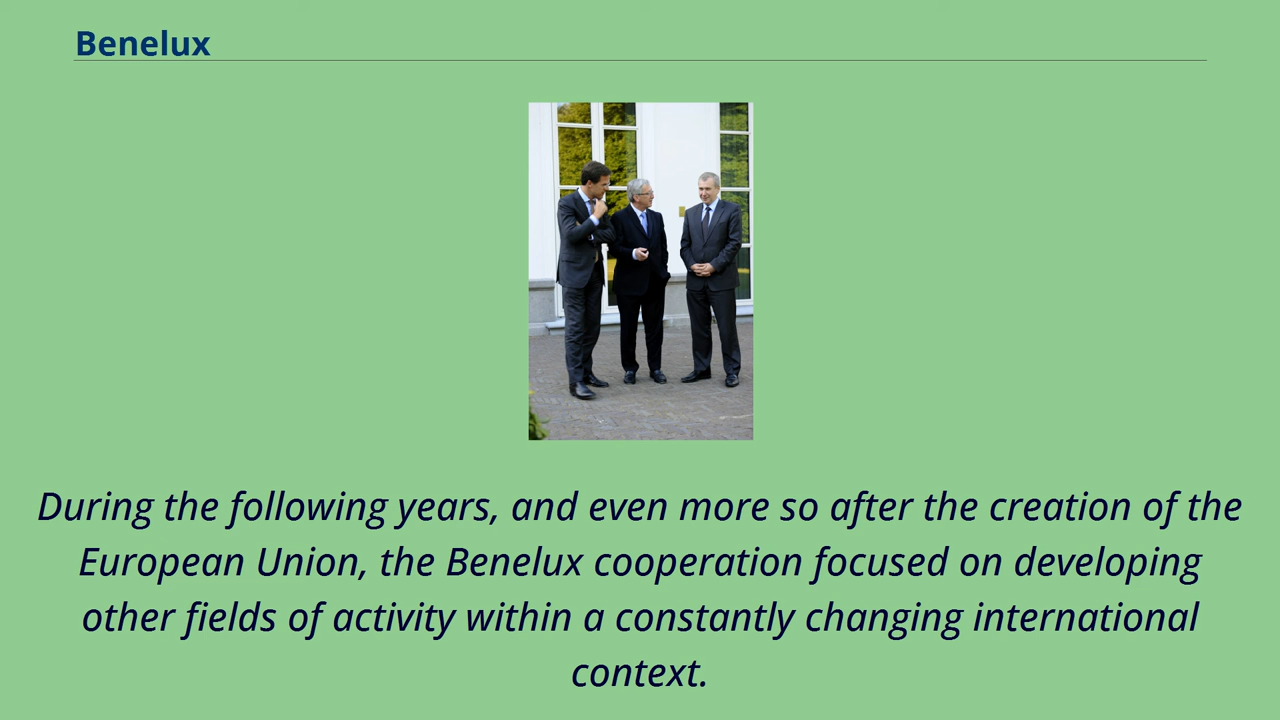 Benelux
During the following years, and even more so after the creation of the
European Union, the Benelux cooperation focused on developing
other fields of activity within a constantly changing international
context.